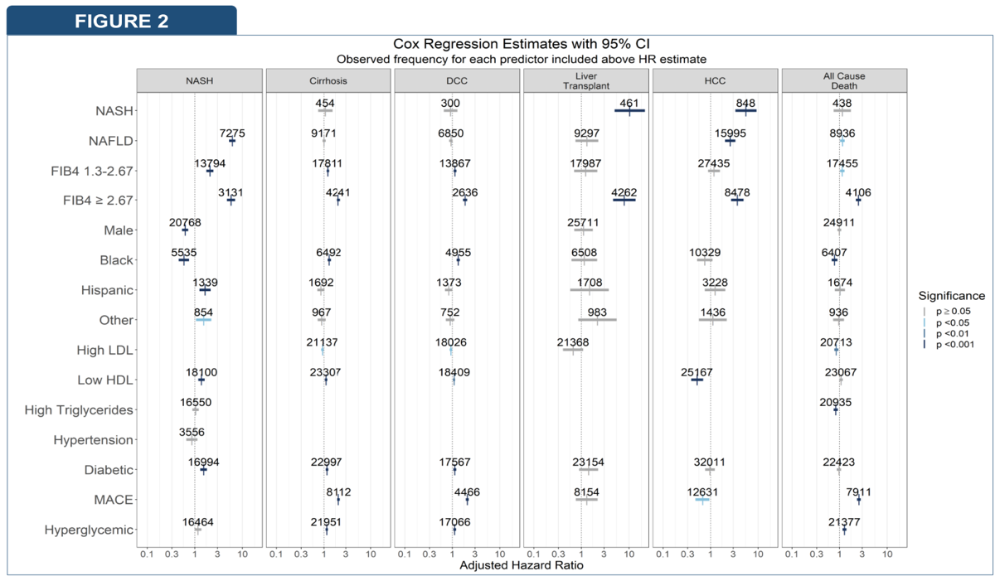 FIGURE 2
Cox Regression Estimates with 95% CI
Observed frequency for each predictor included above HR estimate
NASH Cirrhosis DCC Liver Transplant HCC All Cause Death
NASH 454 300 461 848 438
NAFLD 7275 9171 6850 9297 15995 8936
FIB4 1.3-2.67 13794 17811 13867 17987 27435 17455
FIB4 ≥ 2.67 3131 4241 2636 4262 8478 4106
Male 20768 25711 24911
Black 5535 6492 4955 6508 10329 6407
Hispanic 1339 1692 1373 1708 3228 1674
Other 854 967 752 983 1436 936
High LDL 21137 18026 21368 20713
Low HDL 18100 23307 18409 25167 23067
High Triglycerides 16550 20935
Hypertension 3556
Diabetic 16994 22997 17567 23154 32011 22423
MACE 8112 4466 8154 12631 7911
Hyperglycemic 16464 21951 17066 21377
0.1 0.3 1 3 10 0.1 0.3 1 3 10 0.1 0.3 1 3 10 0.1 0.3 1 3 10 0.1 0.3 1 3 10 0.1 0.3 1 3 10
Adjusted Hazard Ratio
Significance
p ≥ 0.05
p <0.05
p <0.01
p <0.001